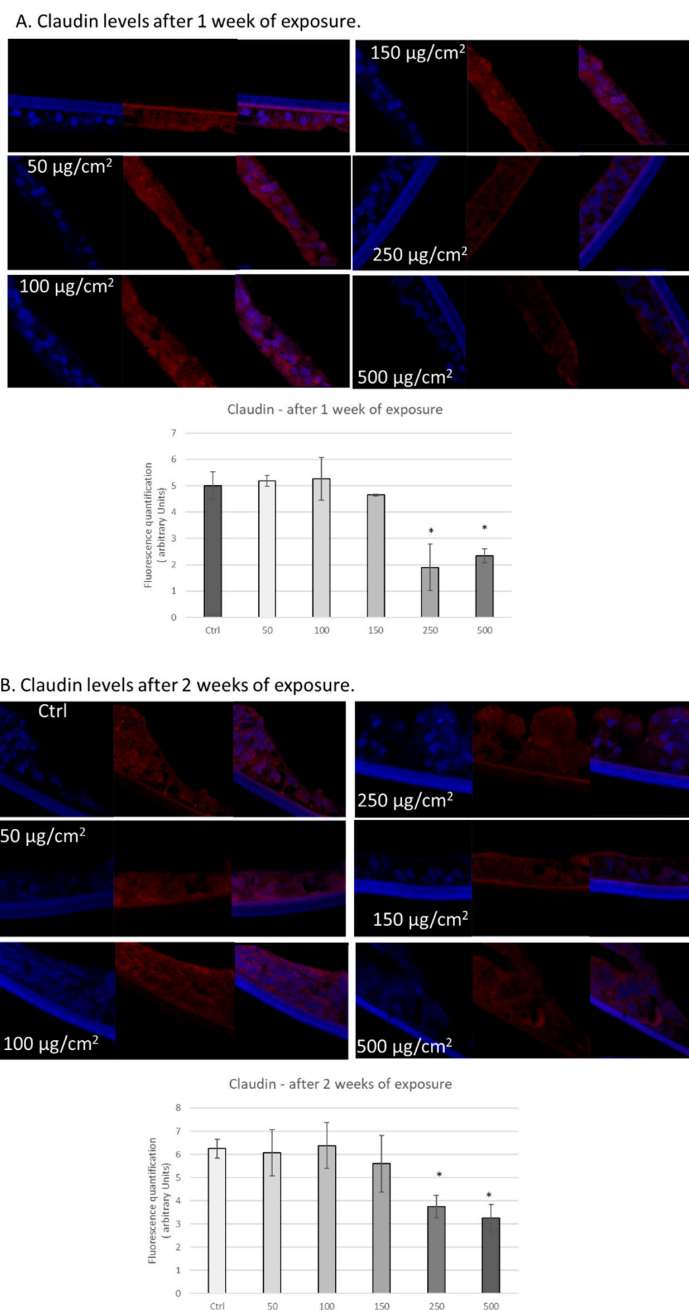 A. Claudin levels after 1 week of exposure.
150 µg/cm²
50 µg/cm²
250 µg/cm²
100 µg/cm²
500 µg/cm²
Claudin - after 1 week of exposure
Fluorescence quantification
( arbitrary Units)
7
6
5
4
3
2
1
0
*
*
Ctrl 50 100 150 250 500
B. Claudin levels after 2 weeks of exposure.
Ctrl
250 µg/cm²
50 µg/cm²
150 µg/cm²
100 µg/cm²
500 µg/cm²
Claudin - after 2 weeks of exposure
Fluorescence quantification
( arbitrary Units)
8
7
6
5
4
3
2
1
0
*
*
Ctrl 50 100 150 250 500